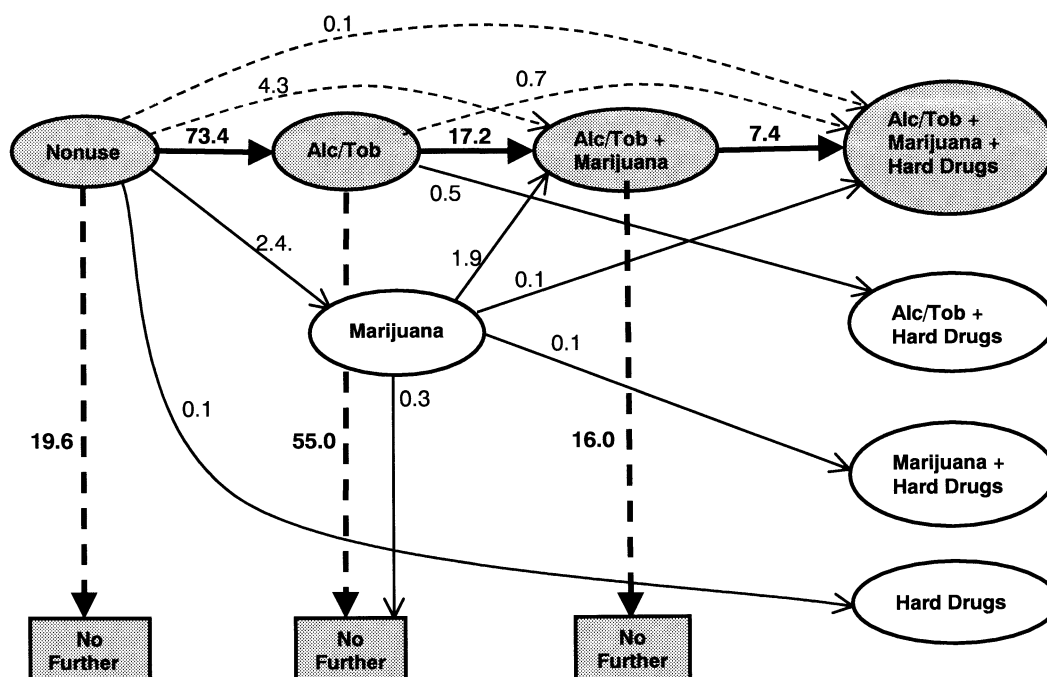 0.1
4.3
0.7
Nonuse
73.4
Alc/Tob
17.2
Alc/Tob +
Marijuana
7.4
Alc/Tob +
Marijuana +
Hard Drugs
0.5
2.4.
1.9
0.1
Marijuana
Alc/Tob +
Hard Drugs
0.1
0.3
0.1
19.6
55.0
16.0
Marijuana +
Hard Drugs
Hard Drugs
No
Further
No
Further
No
Further